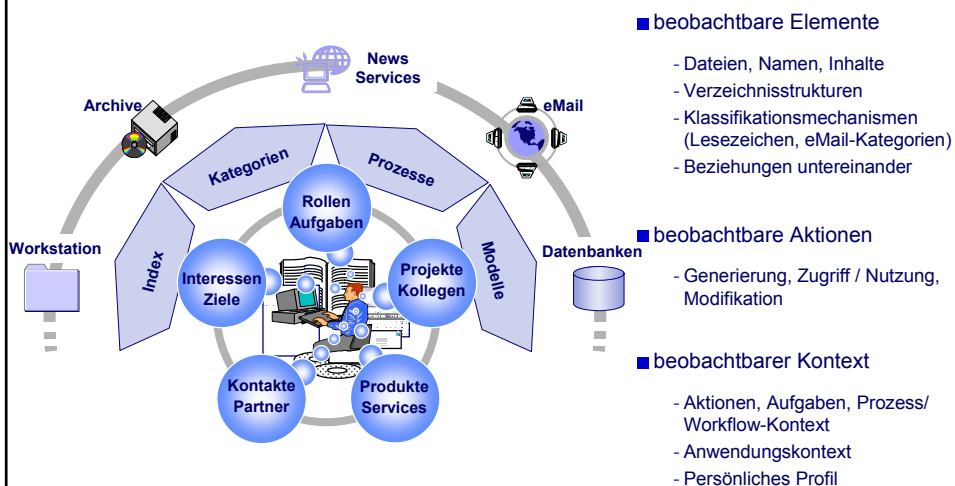 News
Services
Archive
eMail
Kategorien
Prozesse
Rollen
Aufgaben
Workstation
Index
Interessen
Ziele
Projekte
Kollegen
Modelle
Datenbanken
Kontakte
Partner
Produkte
Services
beobachtbare Elemente
- Dateien, Namen, Inhalte
- Verzeichnisstrukturen
- Klassifikationsmechanismen
(Lesezeichen, eMail-Kategorien)
- Beziehungen untereinander
beobachtbare Aktionen
- Generierung, Zugriff / Nutzung,
Modifikation
beobachtbarer Kontext
- Aktionen, Aufgaben, Prozess/
Workflow-Kontext
- Anwendungskontext
- Persönliches Profil